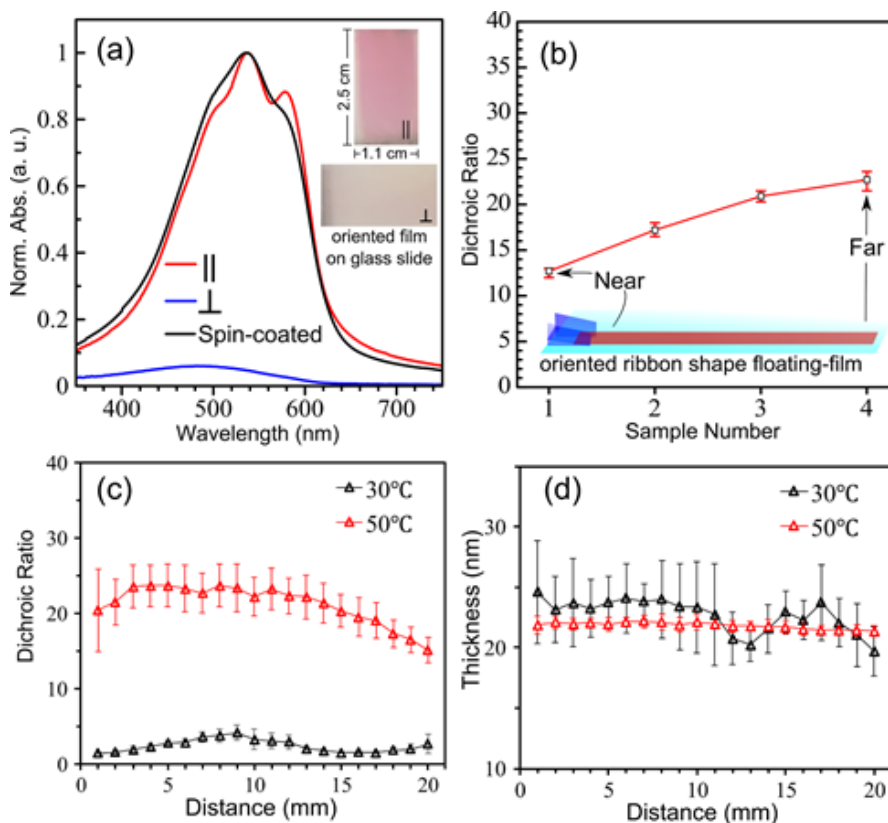 (a)
1
0.8
0.6
0.4
0.2
0
400
500
600
700
Norm. Abs. (a. u.)
Wavelength (nm)
||
⊥
Spin-coated
2.5 cm
||
1.1 cm
⊥
oriented film
on glass slide
(b)
40
35
30
25
20
15
10
5
0
1
2
3
4
Dichroic Ratio
Sample Number
Near
Far
oriented ribbon shape floating-film
(c)
40
30
20
10
0
0
5
10
15
20
Dichroic Ratio
Distance (mm)
30℃
50℃
(d)
30
20
10
0
5
10
15
20
Thickness (nm)
Distance (mm)
30℃
50℃